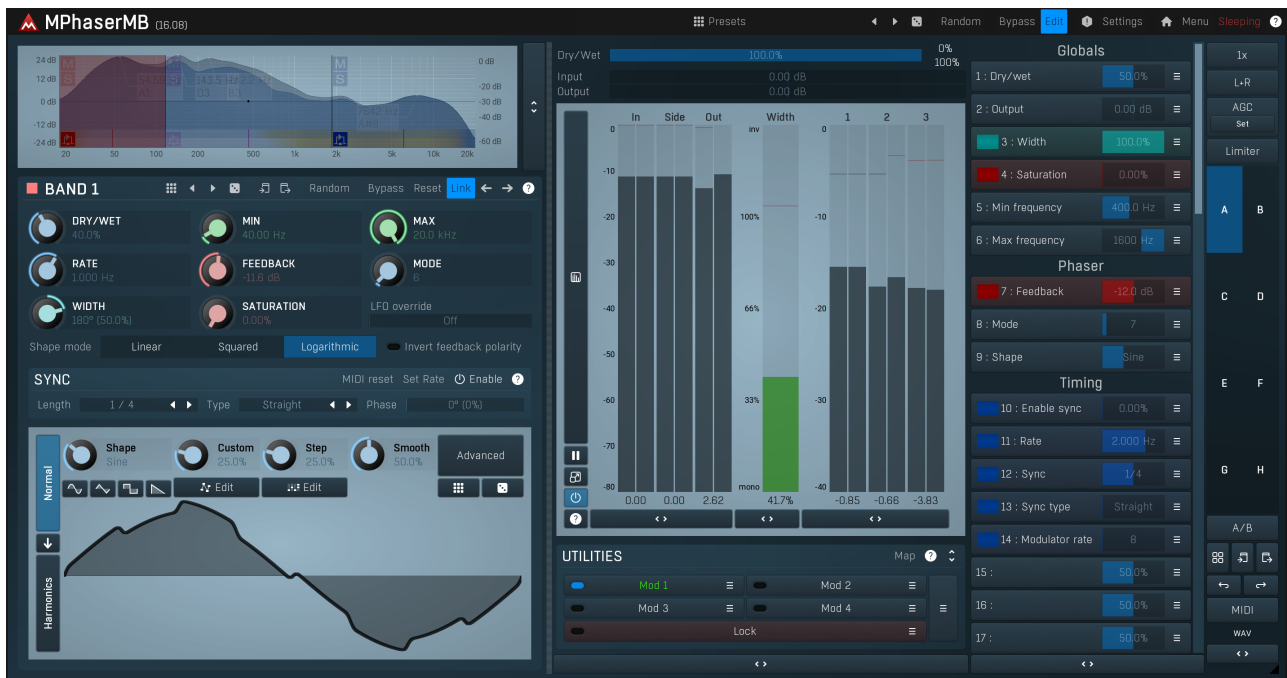 MPhaserMB (16.08)
Presets
Random
Bypass
Edit
Settings
Menu
Sleeping
?
24 dB
12 dB
0 dB
-12 dB
-24 dB
M
S
M
S
0 dB
-20 dB
-30 dB
-40 dB
-60 dB
20 50 100 200 500 1k 2k 5k 10k 20k
BAND 1
Random Bypass Reset Link ?
DRY/WET
40.0%
MIN
40.00 Hz
MAX
20.0 kHz
RATE
1.000 Hz
FEEDBACK
-11.6 dB
MODE
6
WIDTH
180° (50.0%)
SATURATION
0.00%
LFO override
Off
Shape mode Linear Squared Logarithmic Invert feedback polarity
SYNC
MIDI reset Set Rate Enable ?
Length 1 / 4 Type Straight Phase 0° (0%)
Normal
Harmonics
Shape
Sine
Custom
25.0%
Step
25.0%
Smooth
50.0%
Advanced
Edit
Edit
Dry/Wet 100.0% 0%
100%
Input 0.00 dB
Output 0.00 dB
In Side Out Width 1 2 3
0
-10
-20
-30
-40
-50
-60
-70
-80
inv
100%
66%
33%
mono
0
-10
-20
-30
-40
0.00 0.00 2.62 41.7% -0.85 -0.66 -3.83
?
UTILITIES
Map ?
Mod 1 Mod 2
Mod 3 Mod 4
Lock
Globals
1 : Dry/wet 50.0%
2 : Output 0.00 dB
3 : Width 100.0%
4 : Saturation 0.00%
5 : Min frequency 400.0 Hz
6 : Max frequency 1600 Hz
Phaser
7 : Feedback -12.0 dB
8 : Mode 7
9 : Shape Sine
Timing
10 : Enable sync 0.00%
11 : Rate 2.000 Hz
12 : Sync 1/4
13 : Sync type Straight
14 : Modulator rate 8
15 : 50.0%
16 : 50.0%
17 : 50.0%
1x
L+R
AGC
Set
Limiter
A B
C D
E F
G H
A/B
MIDI
WAV